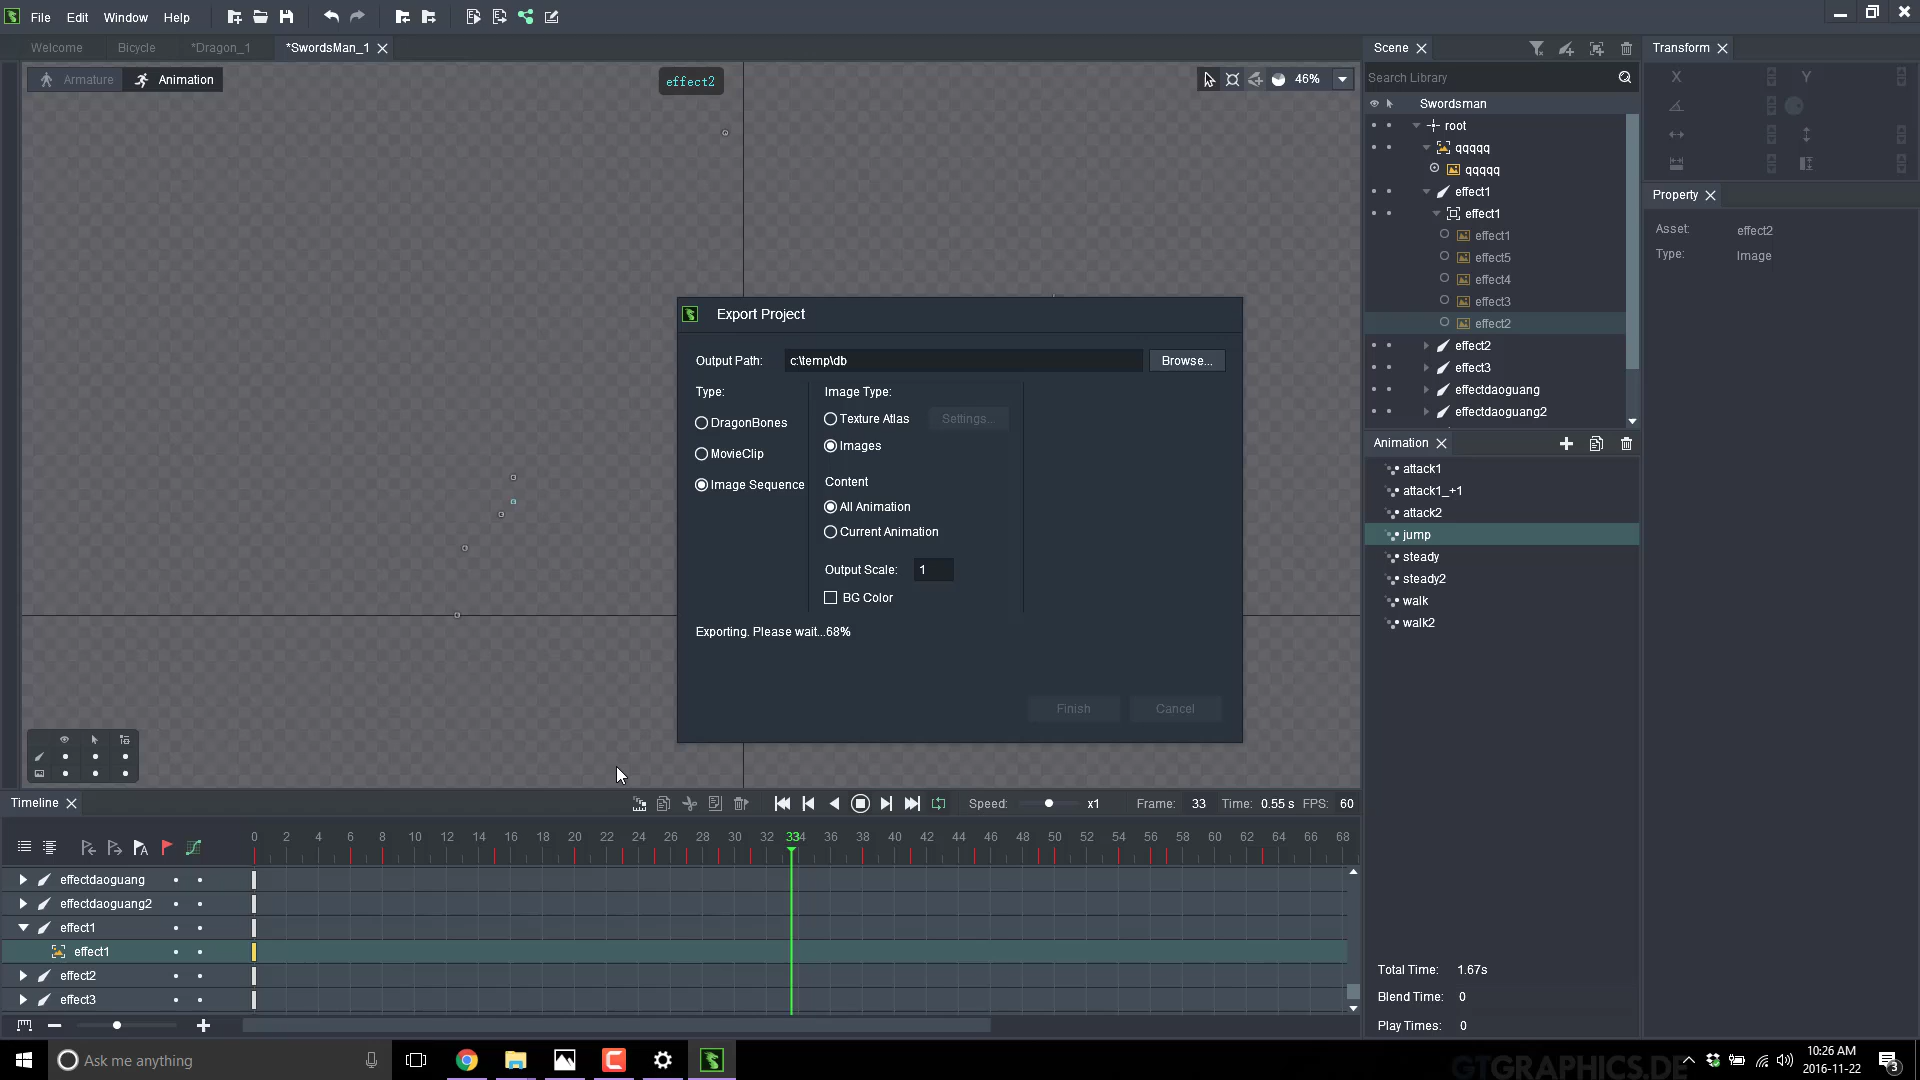 File Edit Window Help
Welcome Bicycle *Dragon_1 *SwordsMan_1
Armature Animation
effect2
46%
Scene
Search Library
Swordsman
root
qqqqq
qqqqq
effect1
effect1
effect1
effect5
effect4
effect3
effect2
effect2
effect3
effectdaoguang
effectdaoguang2
Transform
X Y
Property
Asset: effect2
Type: Image
Export Project
Output Path: c:\temp\db Browse...
Type: Image Type:
DragonBones Texture Atlas Settings...
MovieClip Images
Image Sequence Content
All Animation
Current Animation
Output Scale: 1
BG Color
Exporting. Please wait...68%
Finish Cancel
Animation
attack1
attack1_+1
attack2
jump
steady
steady2
walk
walk2
Total Time: 1.67s
Blend Time: 0
Play Times: 0
Timeline Speed: x1 Frame: 33 Time: 0.55 s FPS: 60
0 2 4 6 8 10 12 14 16 18 20 22 24 26 28 30 32 33 34 36 38 40 42 44 46 48 50 52 54 56 58 60 62 64 66 68
effectdaoguang
effectdaoguang2
effect1
effect1
effect2
effect3
Ask me anything
GTGRAPHICS.DE
10:26 AM
2016-11-22
3